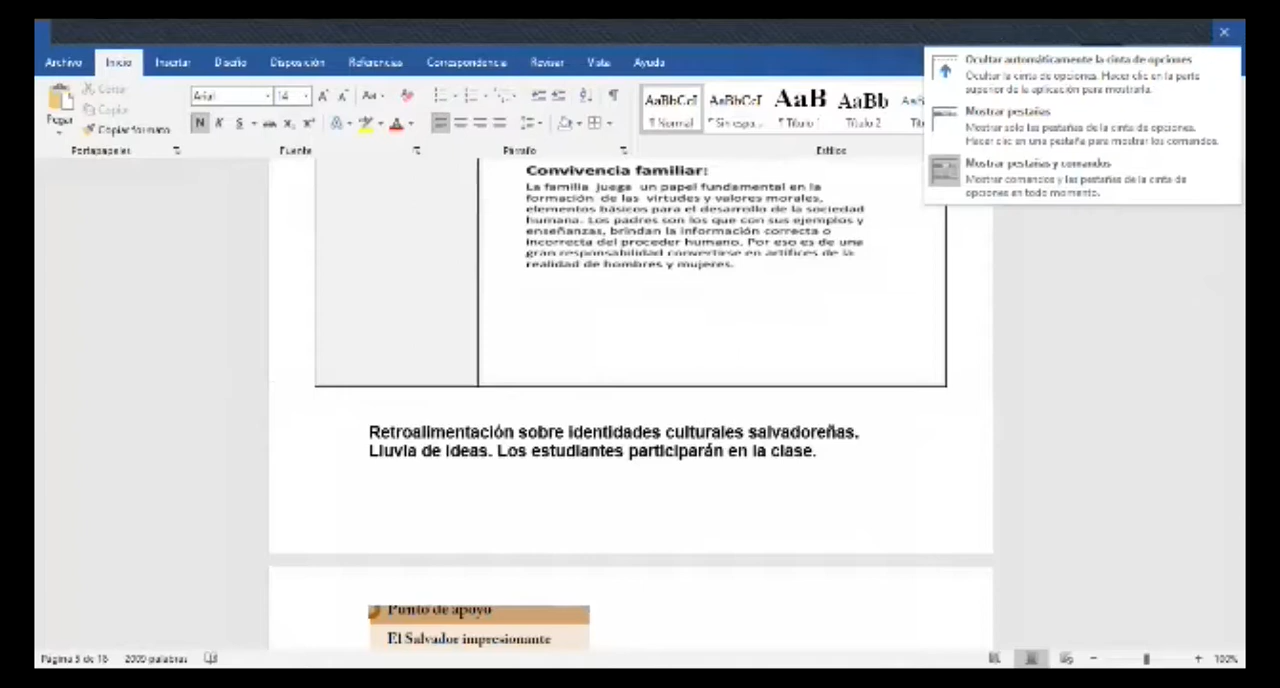 Archivo Inicio Insertar Diseño Disposición Referencias Correspondencia Revisar Vista Ayuda
Ocultar automáticamente la cinta de opciones
Ocultar la cinta de opciones. Hacer clic en la parte
superior de la aplicación para mostrarla.
Mostrar pestañas
Mostrar solo las pestañas de la cinta de opciones.
Hacer clic en una pestaña para mostrar los comandos.
Mostrar pestañas y comandos
Mostrar comandos y las pestañas de la cinta de
opciones en todo momento.
Cortar
Copiar
Pegar
Copiar formato
Arial 14
N K S
AaBbCcI AaBbCcI AaB AaBb
¶ Normal Título 2
Portapapeles Fuente Párrafo Estilos
Convivencia familiar:
La familia juega un papel fundamental en la
formación de las virtudes y valores morales,
elementos básicos para el desarrollo de la sociedad
humana. Los padres son los que con sus ejemplos y
enseñanzas, brindan la información correcta o
incorrecta del proceder humano. Por eso es de una
gran responsabilidad convertirse en artífices de la
realidad de hombres y mujeres.
Retroalimentación sobre identidades culturales salvadoreñas.
Lluvia de ideas. Los estudiantes participarán en la clase.
Punto de apoyo
El Salvador impresionante
Página 5 de 18 2009 palabras
100%